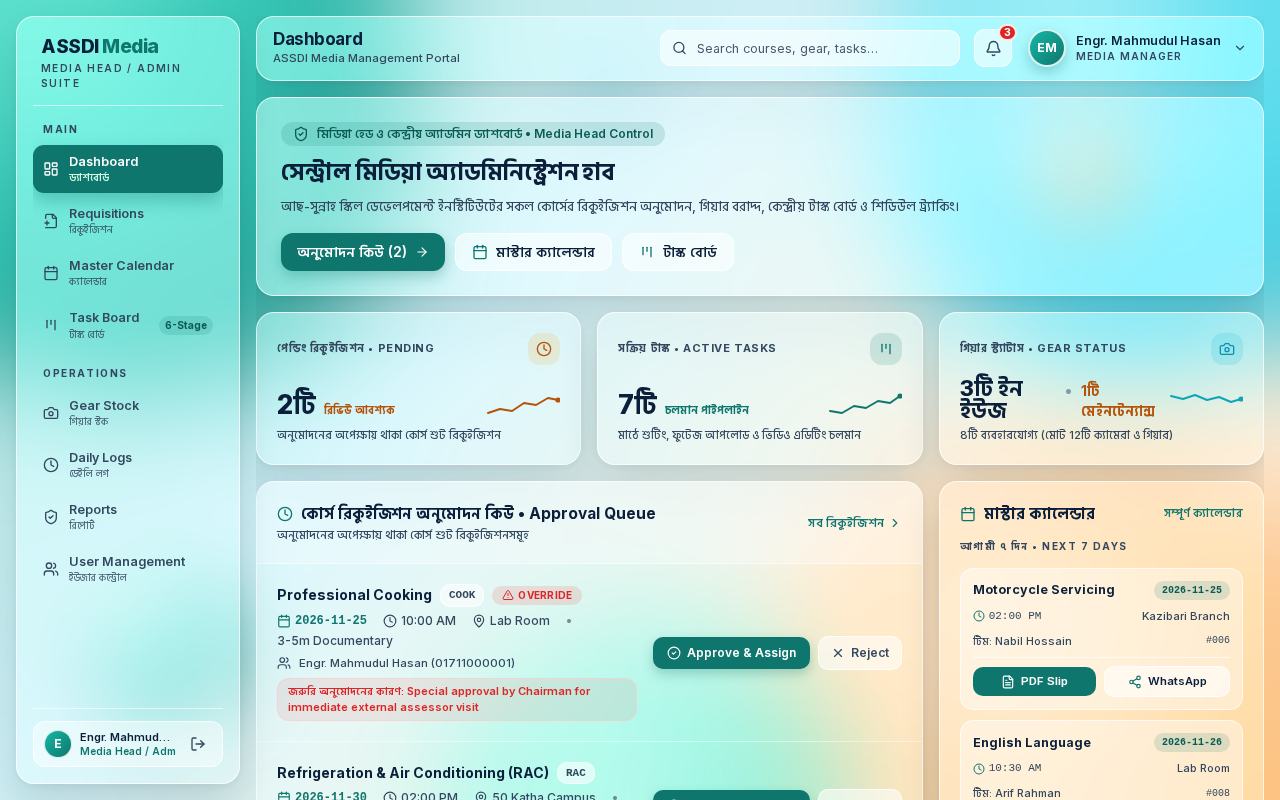 ASSDI Media
MEDIA HEAD / ADMIN
SUITE
MAIN
Dashboard
ড্যাশবোর্ড
Requisitions
রিকুইজিশন
Master Calendar
ক্যালেন্ডার
Task Board
টাস্ক বোর্ড
6-Stage
OPERATIONS
Gear Stock
গিয়ার স্টক
Daily Logs
ডেইলি লগ
Reports
রিপোর্ট
User Management
ইউজার কন্ট্রোল
E
Engr. Mahmud...
Media Head / Adm
Dashboard
ASSDI Media Management Portal
Search courses, gear, tasks...
3
EM
Engr. Mahmudul Hasan
MEDIA MANAGER
মিডিয়া হেড ও কেন্দ্রীয় অ্যাডমিন ড্যাশবোর্ড • Media Head Control
সেন্ট্রাল মিডিয়া অ্যাডমিনিস্ট্রেশন হাব
আছ-সুন্নাহ স্কিল ডেভেলপমেন্ট ইনস্টিটিউটের সকল কোর্সের রিকুইজিশন অনুমোদন, গিয়ার বরাদ্দ, কেন্দ্রীয় টাস্ক বোর্ড ও শিডিউল ট্র্যাকিং।
অনুমোদন কিউ (2)
মাস্টার ক্যালেন্ডার
টাস্ক বোর্ড
পেন্ডিং রিকুইজিশন • PENDING
2টি রিভিউ আবশ্যক
অনুমোদনের অপেক্ষায় থাকা কোর্স শুট রিকুইজিশন
সক্রিয় টাস্ক • ACTIVE TASKS
7টি চলমান পাইপলাইন
মাঠে শুটিং, ফুটেজ আপলোড ও ভিডিও এডিটিং চলমান
গিয়ার স্ট্যাটাস • GEAR STATUS
3টি ইন
ইউজ
• 1টি
মেইনটেন্যান্স
8টি ব্যবহারযোগ্য (মোট 12টি ক্যামেরা ও গিয়ার)
কোর্স রিকুইজিশন অনুমোদন কিউ • Approval Queue
অনুমোদনের অপেক্ষায় থাকা কোর্স শুট রিকুইজিশনসমূহ
সব রিকুইজিশন
Professional Cooking COOK OVERRIDE
2026-11-25 10:00 AM Lab Room •
3-5m Documentary
Engr. Mahmudul Hasan (01711000001)
জরুরি অনুমোদনের কারণ: Special approval by Chairman for
immediate external assessor visit
Approve & Assign
Reject
Refrigeration & Air Conditioning (RAC) RAC
2026-11-30 02:00 PM 50 Katha Campus •
মাস্টার ক্যালেন্ডার
সম্পূর্ণ ক্যালেন্ডার
আগামী ৭ দিন • NEXT 7 DAYS
Motorcycle Servicing 2026-11-25
02:00 PM Kazibari Branch
টিম: Nabil Hossain #006
PDF Slip
WhatsApp
English Language 2026-11-26
10:30 AM Lab Room
টিম: Arif Rahman #008